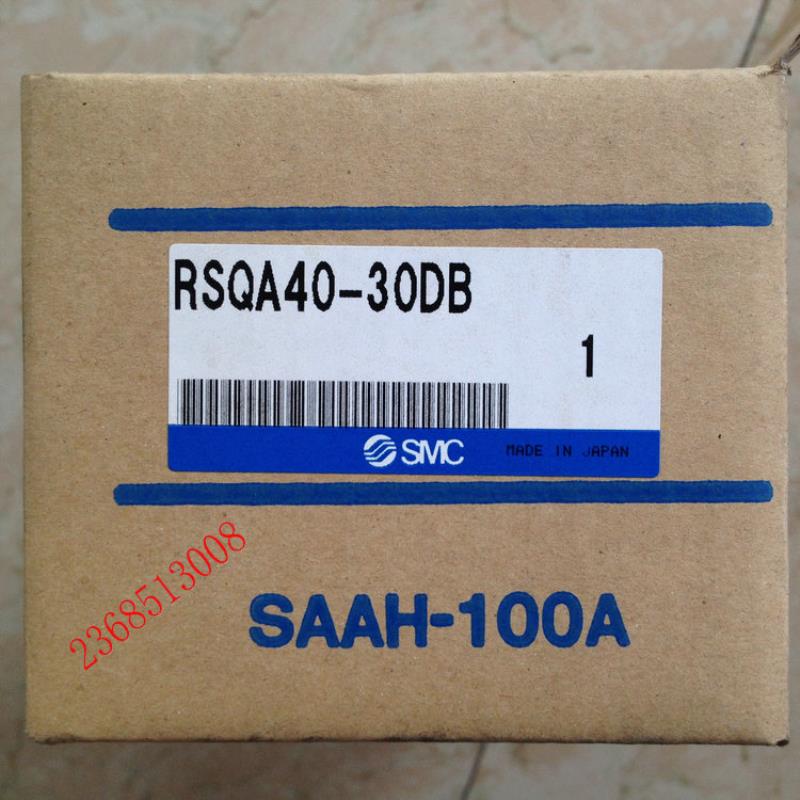 RSQA40-30DB
1
SMC MADE IN JAPAN
2368513008
SAAH-100A